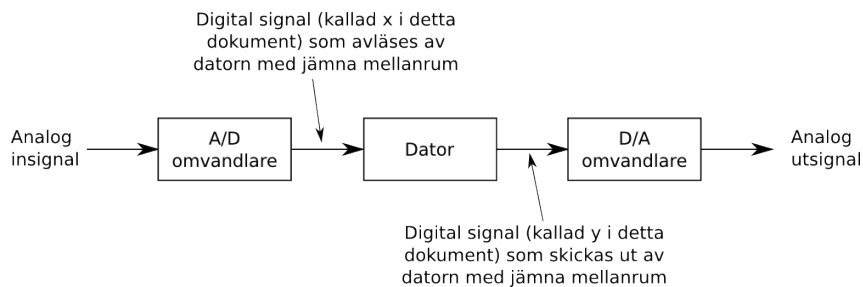 Digital signal (kallad x i detta
dokument) som avläses av
datorn med jämna mellanrum
Analog
insignal
A/D
omvandlare
Dator
D/A
omvandlare
Analog
utsignal
Digital signal (kallad y i detta
dokument) som skickas ut av
datorn med jämna mellanrum